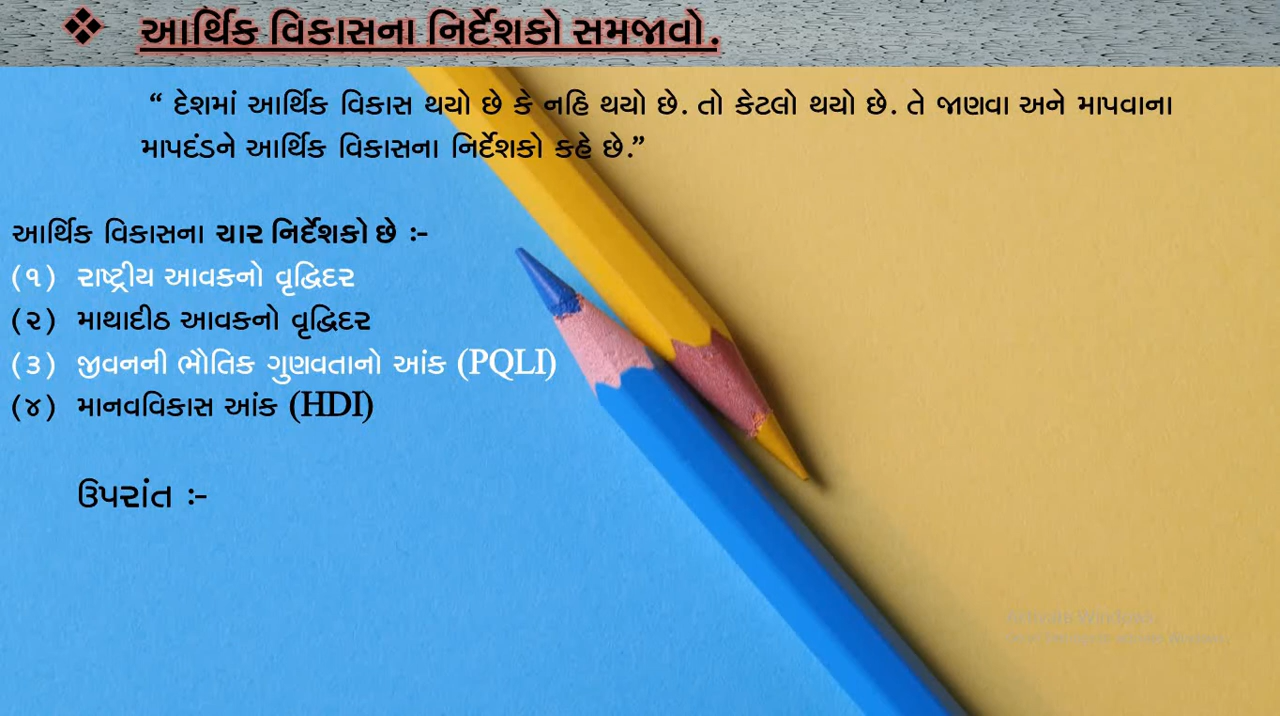 ❖ આર્થિક વિકાસના નિર્દેશકો સમજાવો.
“ દેશમાં આર્થિક વિકાસ થયો છે કે નહિ થયો છે. તો કેટલો થયો છે. તે જાણવા અને માપવાના
માપદંડને આર્થિક વિકાસના નિર્દેશકો કહે છે.”
આર્થિક વિકાસના ચાર નિર્દેશકો છે :-
(૧) રાષ્ટ્રીય આવકનો વૃદ્ધિદર
(૨) માથાદીઠ આવકનો વૃદ્ધિદર
(૩) જીવનની ભૌતિક ગુણવતાનો આંક (PQLI)
(૪) માનવવિકાસ આંક (HDI)
ઉપરાંત :-